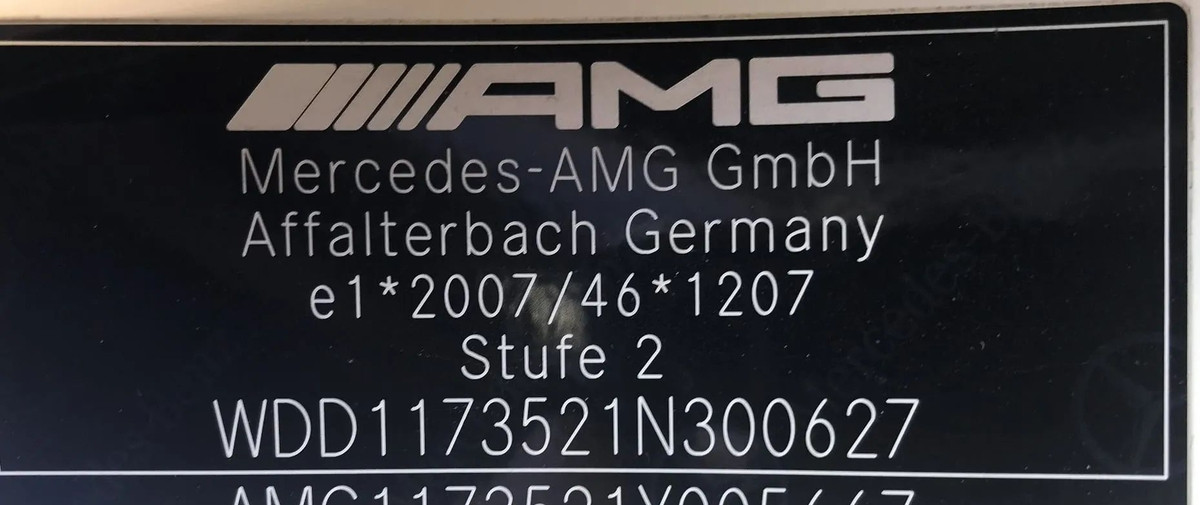 AMG
Mercedes-AMG GmbH
Affalterbach Germany
e1*2007/46*1207
Stufe 2
WDD1173521N300627